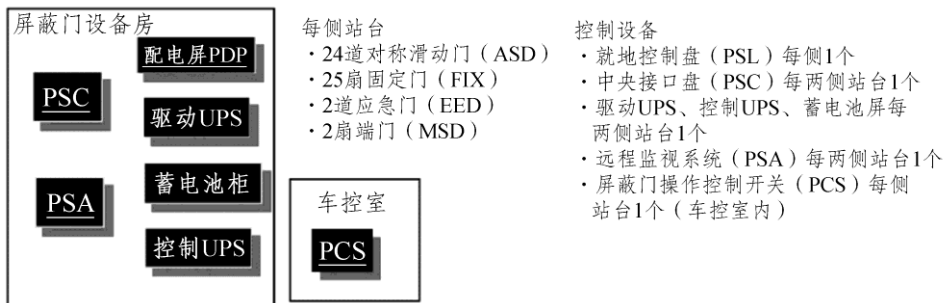 屏蔽门设备房
配电屏PDP
PSC
驱动UPS
蓄电池柜
PSA
控制UPS
车控室
PCS
每侧站台
·24道对称滑动门（ASD）
·25扇固定门（FIX）
·2道应急门（EED）
·2扇端门（MSD）
控制设备
·就地控制盘（PSL）每侧1个
·中央接口盘（PSC）每两侧站台1个
·驱动UPS、控制UPS、蓄电池屏每
两侧站台1个
·远程监视系统（PSA）每两侧站台1个
·屏蔽门操作控制开关（PCS）每侧
站台1个（车控室内）